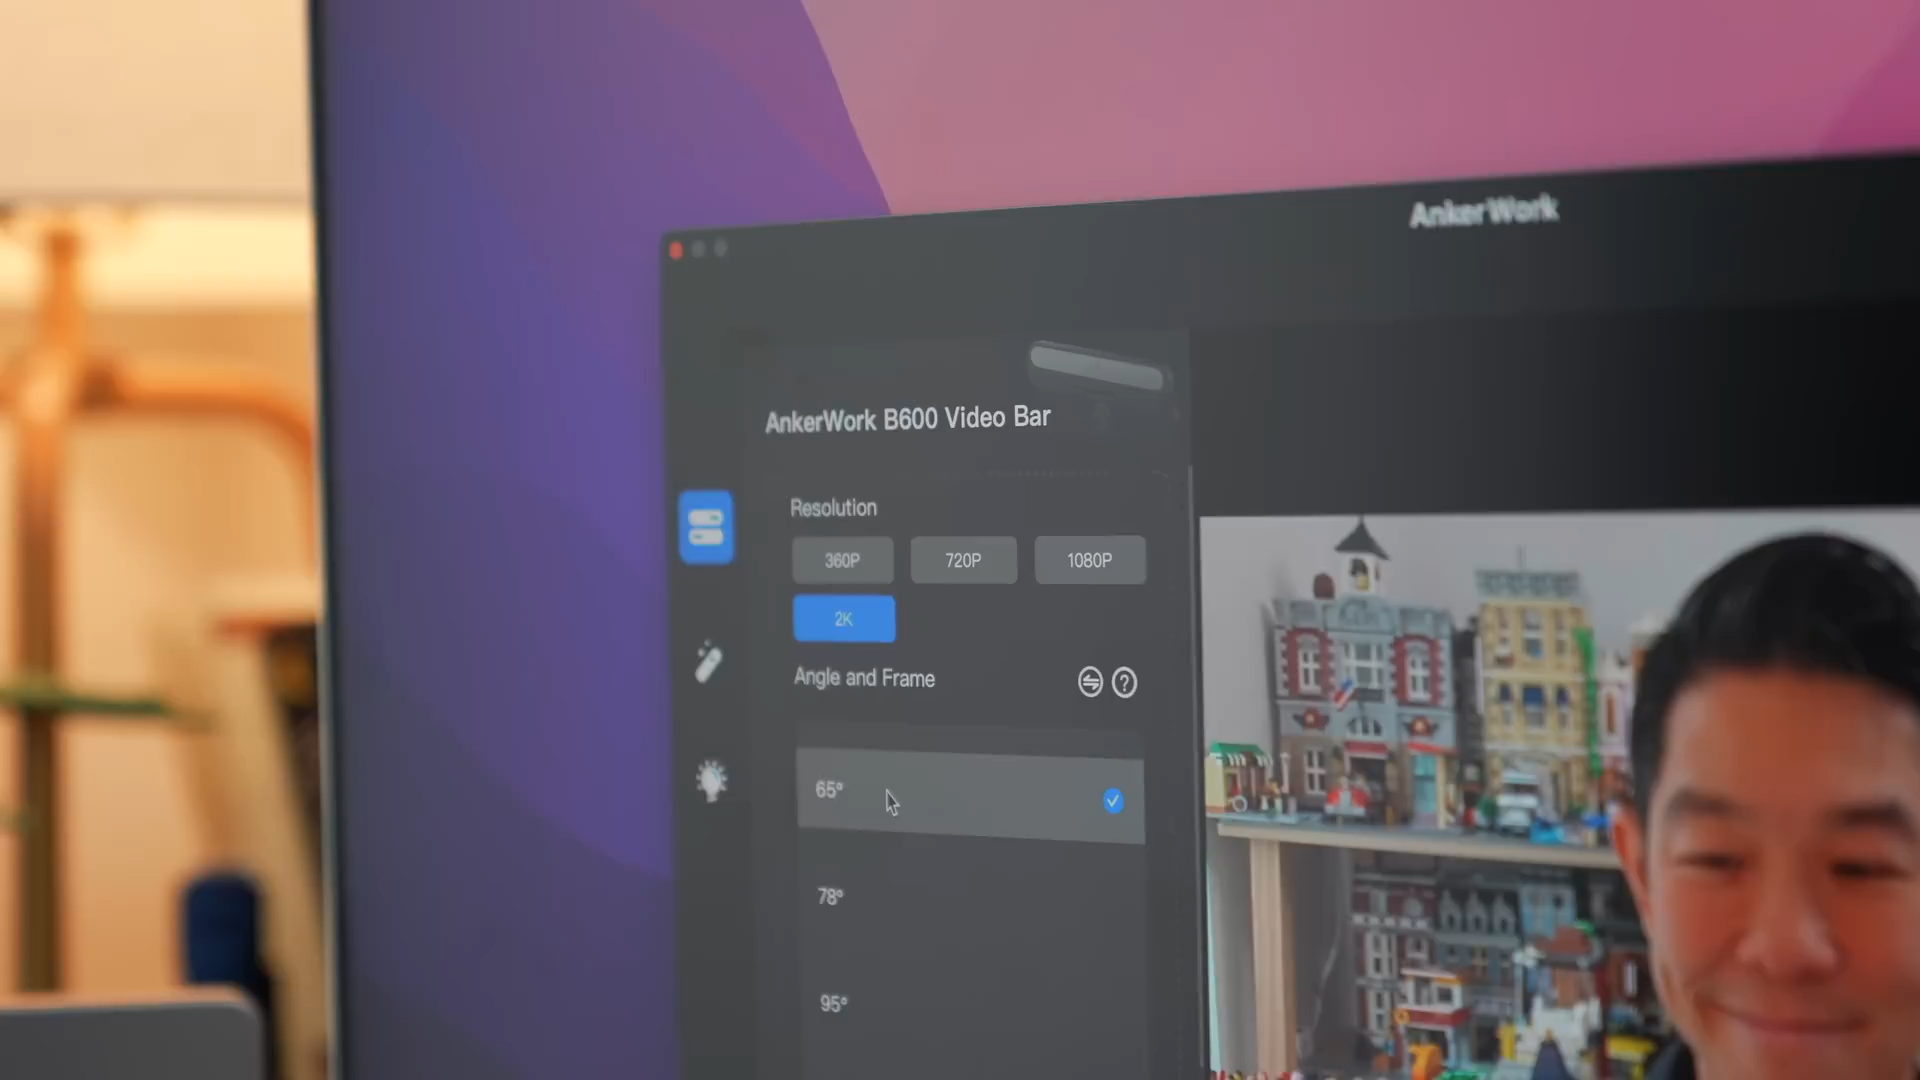 AnkerWork
AnkerWork B600 Video Bar
Resolution
360P 720P 1080P
2K
Angle and Frame
?
65°
78°
95°